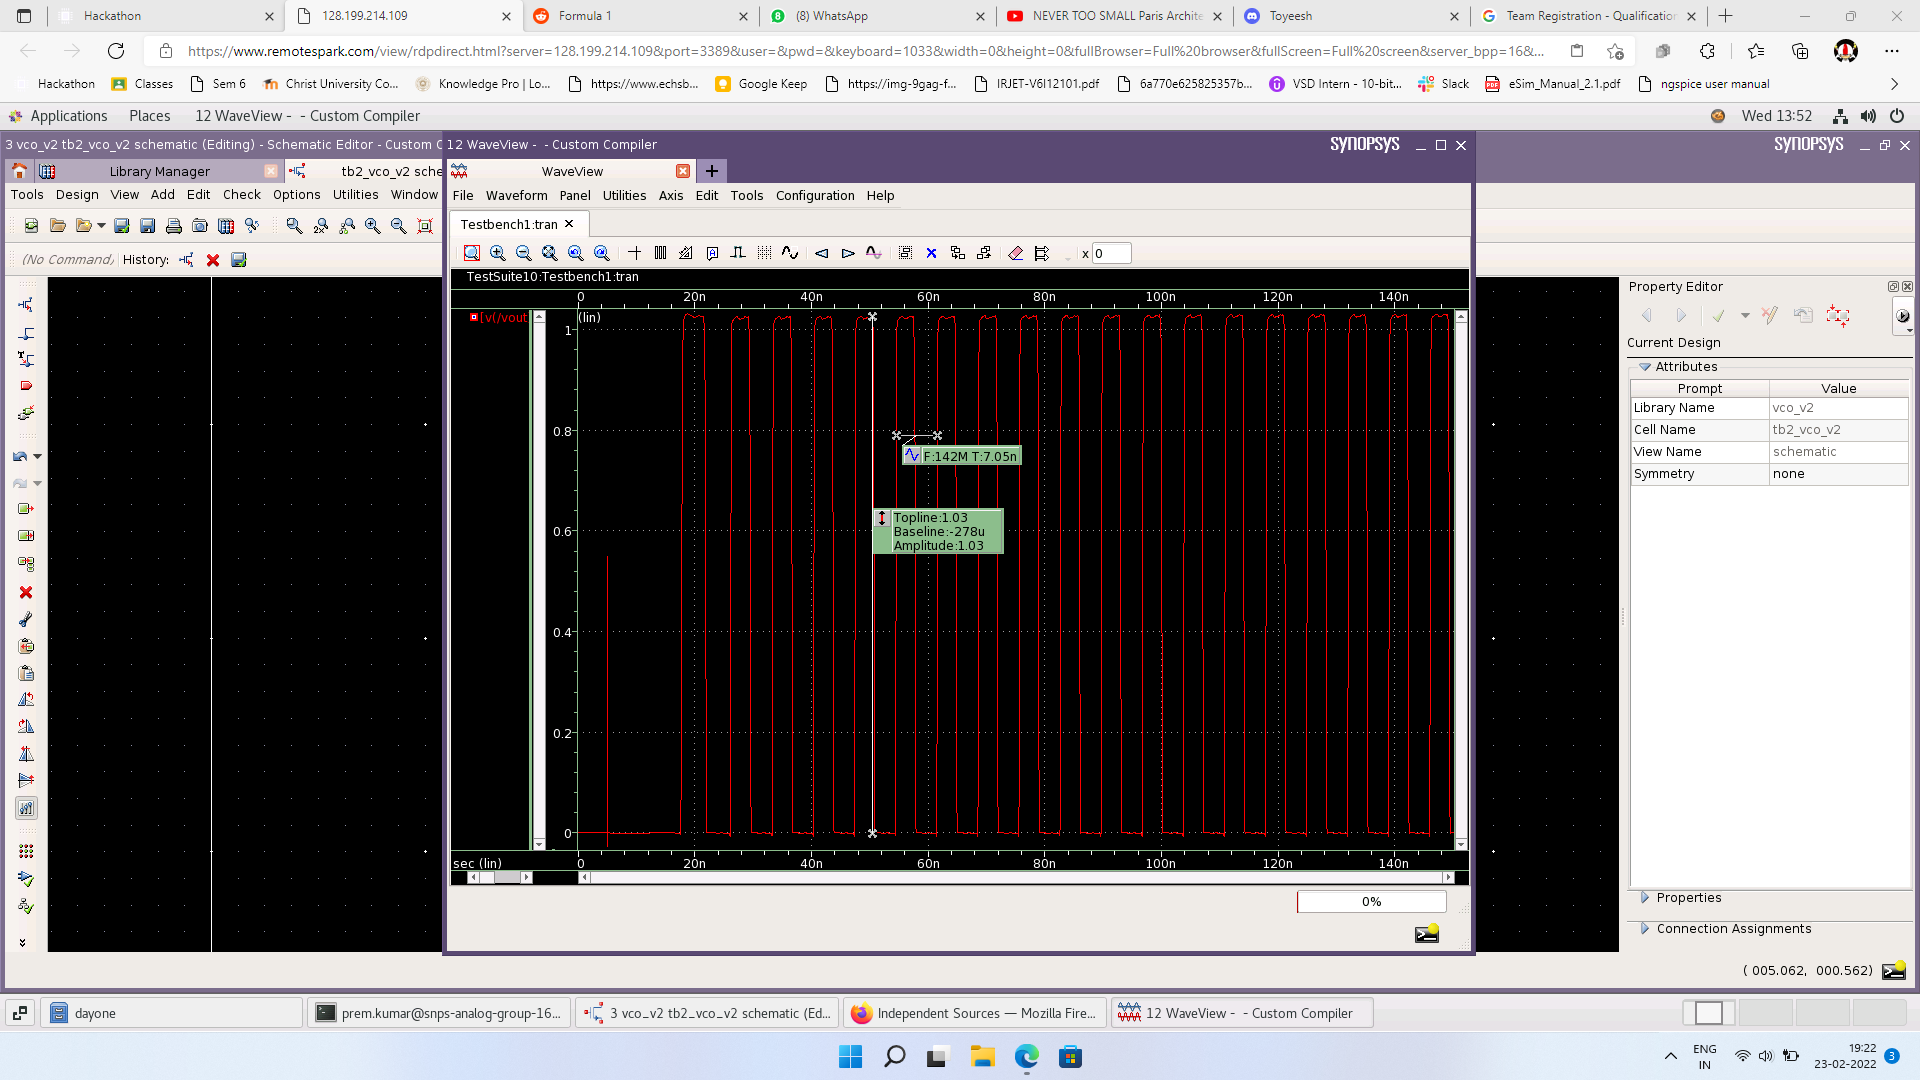 Hackathon
128.199.214.109
Formula 1
(8) WhatsApp
NEVER TOO SMALL Paris Archite
Toyeesh
Team Registration - Qualification
https://www.remotespark.com/view/rdpdirect.html?server=128.199.214.109&port=3389&user=&pwd=&keyboard=1033&width=0&height=0&fullBrowser=Full%20browser&fullScreen=Full%20screen&server_bpp=16&...
Hackathon
Classes
Sem 6
Christ University Co...
Knowledge Pro | Lo...
https://www.echsb...
Google Keep
https://img-9gag-f...
IRJET-V6I12101.pdf
6a770e625825357b...
VSD Intern - 10-bit...
Slack
eSim_Manual_2.1.pdf
ngspice user manual
Applications
Places
12 WaveView - - Custom Compiler
Wed 13:52
3 vco_v2 tb2_vco_v2 schematic (Editing) - Schematic Editor - Custom C
12 WaveView - - Custom Compiler
SYNOPSYS
SYNOPSYS
Library Manager
tb2_vco_v2 sche
WaveView
Tools Design View Add Edit Check Options Utilities Window
File Waveform Panel Utilities Axis Edit Tools Configuration Help
Testbench1:tran
x 0
(No Command)
History:
TestSuite10:Testbench1:tran
0 20n 40n 60n 80n 100n 120n 140n
[v(/vout
(lin)
1
0.8
0.6
0.4
0.2
0
F:142M T:7.05n
Topline:1.03
Baseline:-278u
Amplitude:1.03
sec (lin)
0 20n 40n 60n 80n 100n 120n 140n
0%
Property Editor
Current Design
Attributes
Prompt Value
Library Name vco_v2
Cell Name tb2_vco_v2
View Name schematic
Symmetry none
Properties
Connection Assignments
( 005.062, 000.562)
dayone
prem.kumar@snps-analog-group-16...
3 vco_v2 tb2_vco_v2 schematic (Ed...
Independent Sources — Mozilla Fire...
12 WaveView - - Custom Compiler
ENG
IN
19:22
23-02-2022
3